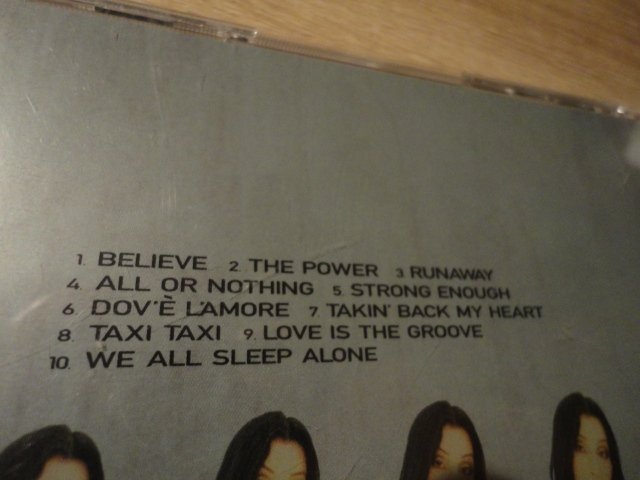 1. BELIEVE 2. THE POWER 3 RUNAWAY
4. ALL OR NOTHING 5. STRONG ENOUGH
6. DOV'È L'AMORE 7. TAKIN' BACK MY HEART
8. TAXI TAXI 9. LOVE IS THE GROOVE
10. WE ALL SLEEP ALONE